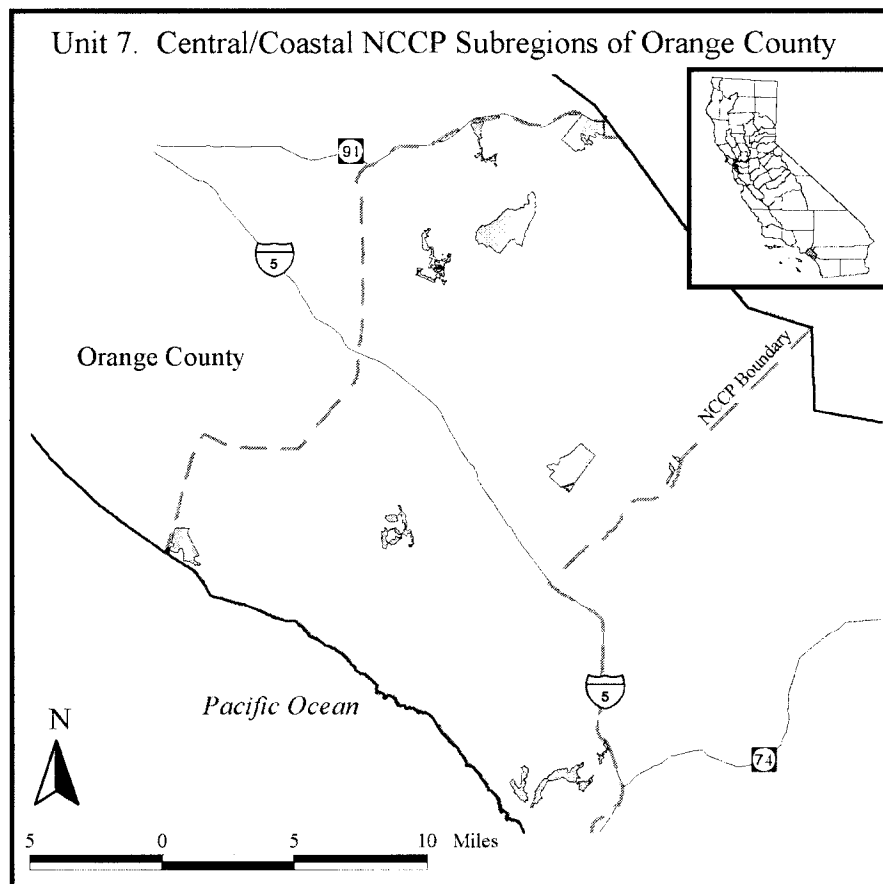 Unit 7. Central/Coastal NCCP Subregions of Orange County
91
5
Orange County
NCCP Boundary
Pacific Ocean
5
N
74
5 0 5 10 Miles